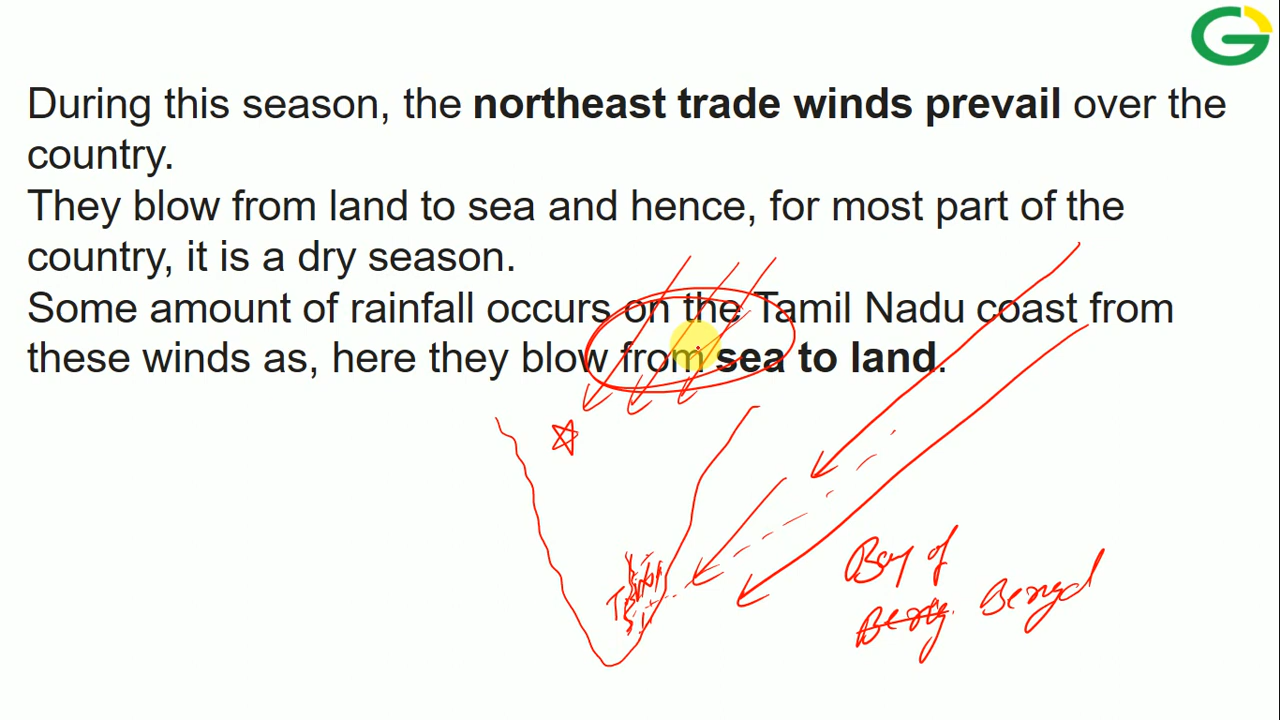 During this season, the northeast trade winds prevail over the
country.
They blow from land to sea and hence, for most part of the
country, it is a dry season.
Some amount of rainfall occurs on the Tamil Nadu coast from
these winds as, here they blow from sea to land.
Bay of
Bengal